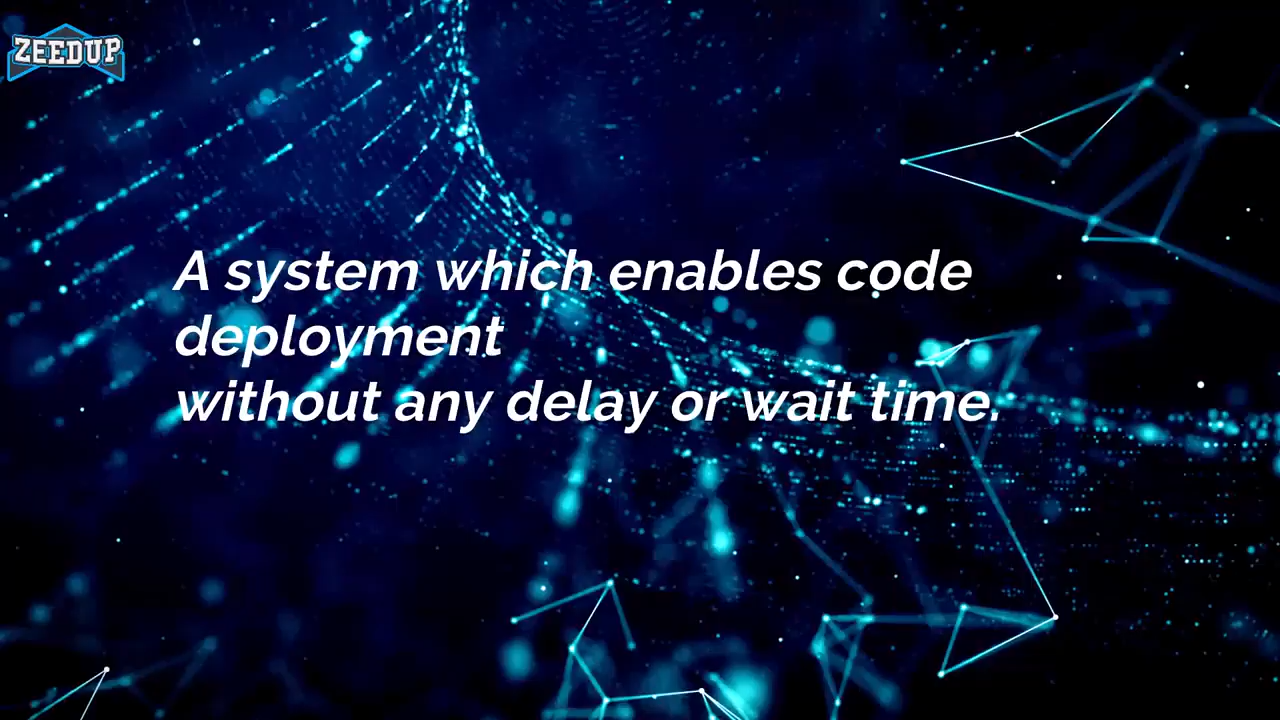 ZEEDUP
A system which enables code
deployment
without any delay or wait time.